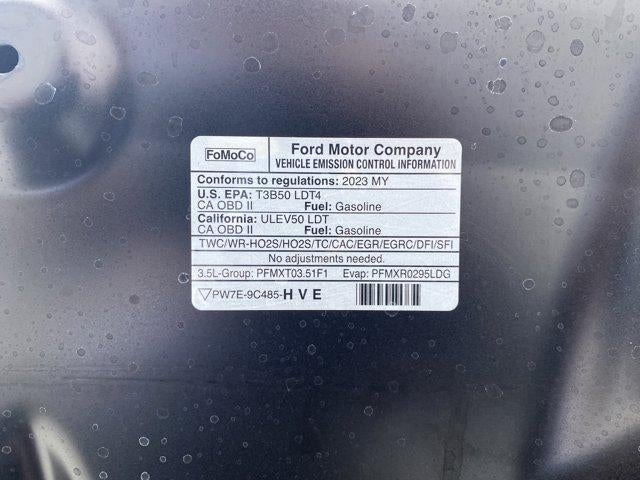 FoMoCo
Ford Motor Company
VEHICLE EMISSION CONTROL INFORMATION
Conforms to regulations: 2023 MY
U.S. EPA: T3B50 LDT4
CA OBD II Fuel: Gasoline
California: ULEV50 LDT
CA OBD II Fuel: Gasoline
TWC/WR-HO2S/HO2S/TC/CAC/EGR/EGRC/DFI/SFI
No adjustments needed.
3.5L-Group: PFMXT03.51F1 Evap: PFMXR0295LDG
PW7E-9C485-HVE